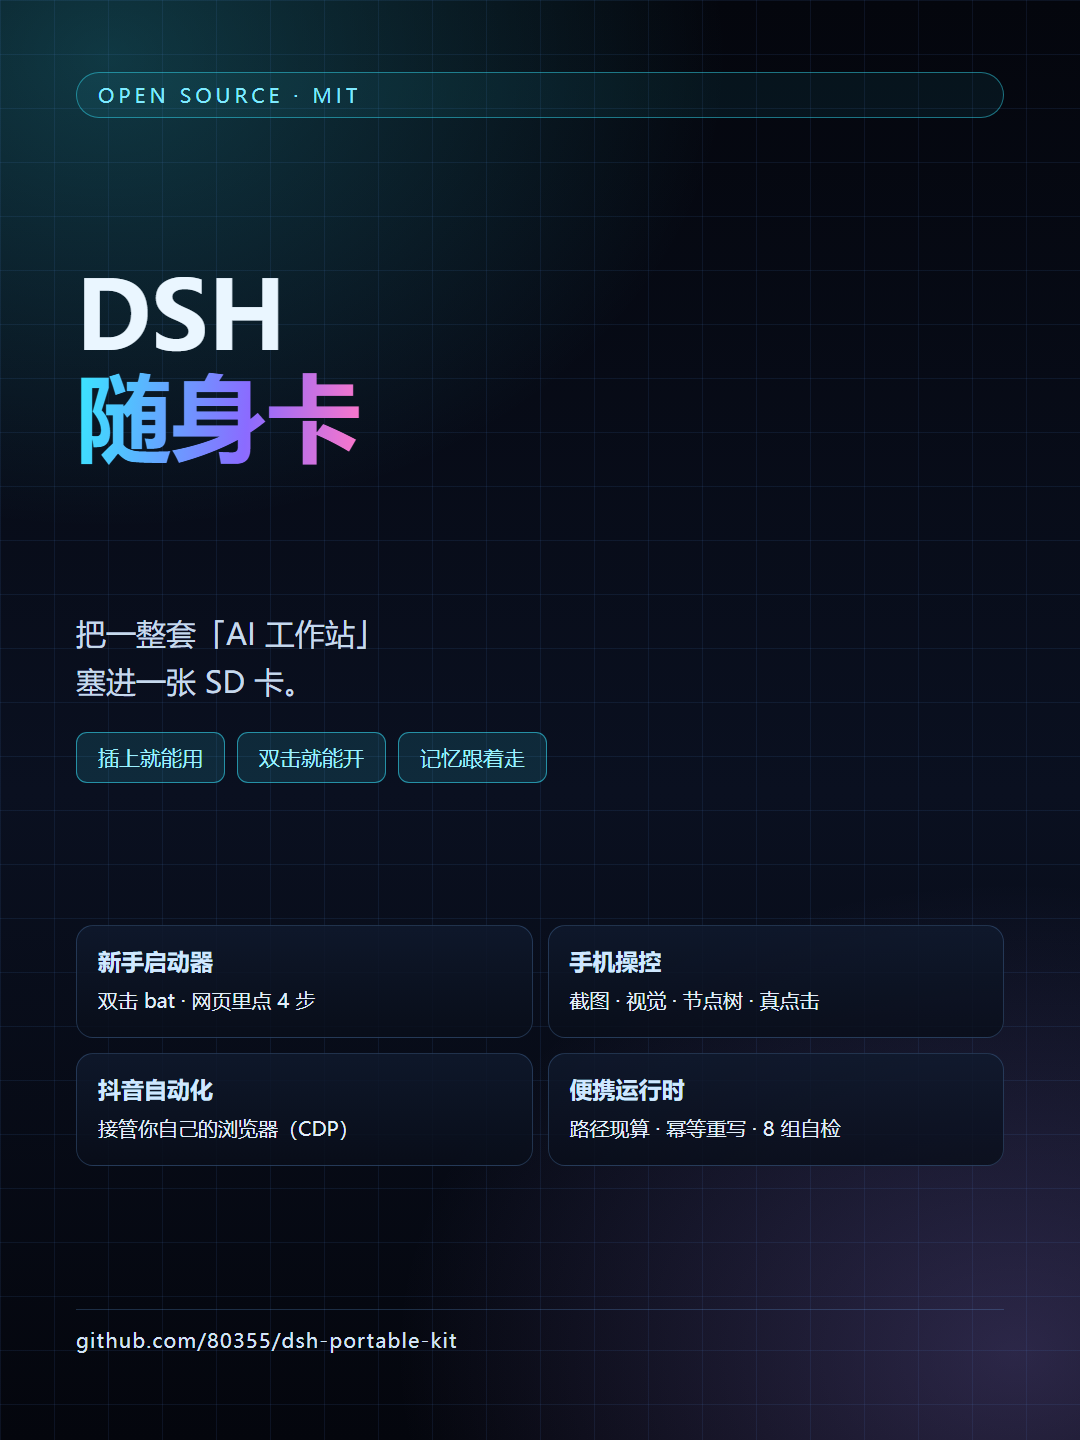 OPEN SOURCE · MIT
DSH
随身卡
把一整套「AI 工作站」
塞进一张 SD 卡。
插上就能用
双击就能开
记忆跟着走
新手启动器
双击 bat · 网页里点 4 步
手机操控
截图 · 视觉 · 节点树 · 真点击
抖音自动化
接管你自己的浏览器（CDP）
便携运行时
路径现算 · 幂等重写 · 8 组自检
github.com/80355/dsh-portable-kit